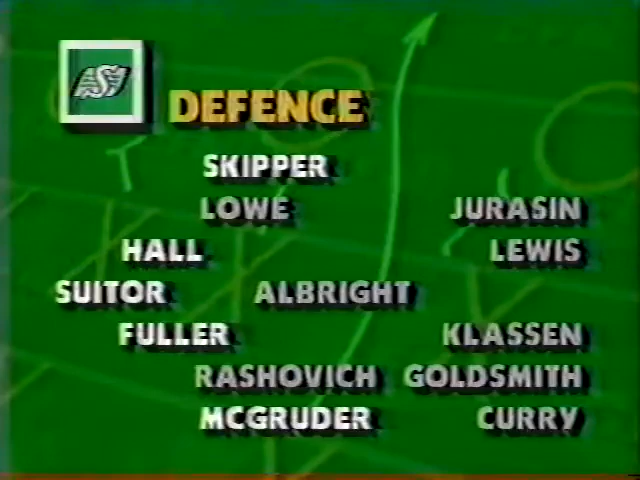 S
DEFENCE
SKIPPER
LOWE JURASIN
HALL LEWIS
SUITOR ALBRIGHT
FULLER KLASSEN
RASHOVICH GOLDSMITH
MCGRUDER CURRY